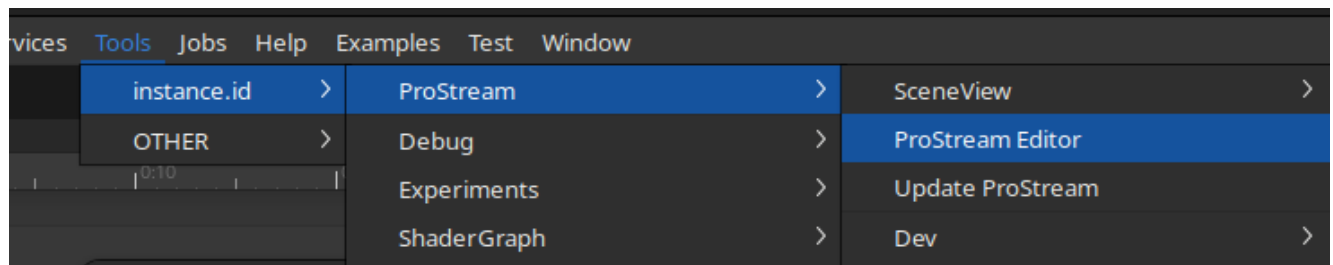 rvices Tools Jobs Help Examples Test Window
instance.id ProStream SceneView
OTHER Debug ProStream Editor
0:10 Experiments Update ProStream
ShaderGraph Dev